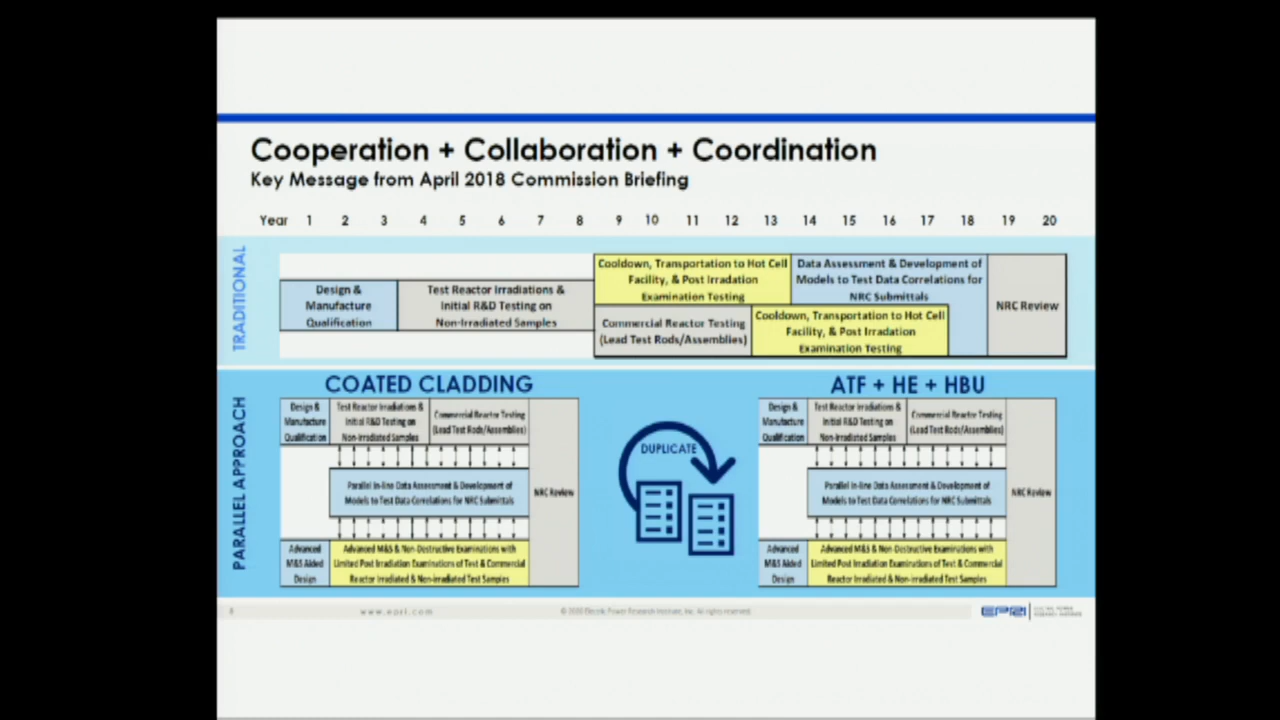 Cooperation + Collaboration + Coordination
Key Message from April 2018 Commission Briefing
Year 1 2 3 4 5 6 7 8 9 10 11 12 13 14 15 16 17 18 19 20
TRADITIONAL
Design &
Manufacture
Qualification
Test Reactor Irradiations &
Initial R&D Testing on
Non-Irradiated Samples
Cooldown, Transportation to Hot Cell
Facility, & Post Irradation
Examination Testing
Commercial Reactor Testing
(Lead Test Rods/Assemblies)
Data Assessment & Development of
Models to Test Data Correlations for
NRC Submittals
Cooldown, Transportation to Hot Cell
Facility, & Post Irradation
Examination Testing
NRC Review
PARALLEL APPROACH
COATED CLADDING
Design &
Manufacture
Qualification
Test Reactor Irradiations &
Initial R&D Testing on
Non-Irradiated Samples
Commercial Reactor Testing
(Lead Test Rods/Assemblies)
Parallel In-line Data Assessment & Development of
Models to Test Data Correlations for NRC Submittals
NRC Review
Advanced
M&S Aided
Design
Advanced M&S & Non-Destructive Examinations with
Limited Post Irradiation Examinations of Test & Commercial
Reactor Irradiated & Non-irradiated Test Samples
DUPLICATE
ATF + HE + HBU
Design &
Manufacture
Qualification
Test Reactor Irradiations &
Initial R&D Testing on
Non-Irradiated Samples
Commercial Reactor Testing
(Lead Test Rods/Assemblies)
Parallel In-line Data Assessment & Development of
Models to Test Data Correlations for NRC Submittals
NRC Review
Advanced
M&S Aided
Design
Advanced M&S & Non-Destructive Examinations with
Limited Post Irradiation Examinations of Test & Commercial
Reactor Irradiated & Non-irradiated Test Samples
www.epri.com
Electric Power Research Institute, Inc. All rights reserved.
EPRI